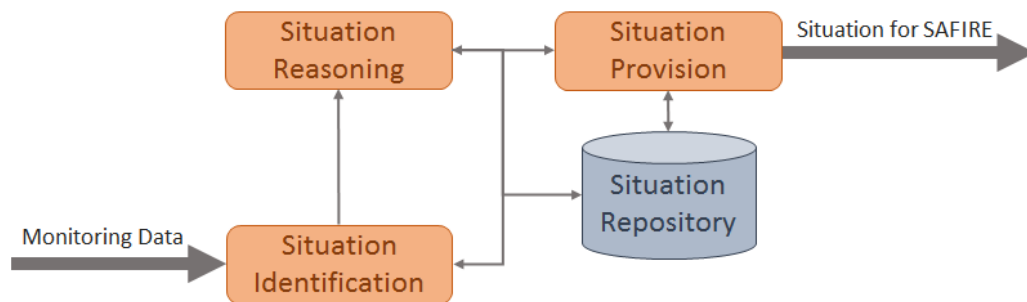 Situation
Reasoning
Situation
Provision
Situation for SAFIRE
Situation
Repository
Monitoring Data
Situation
Identification